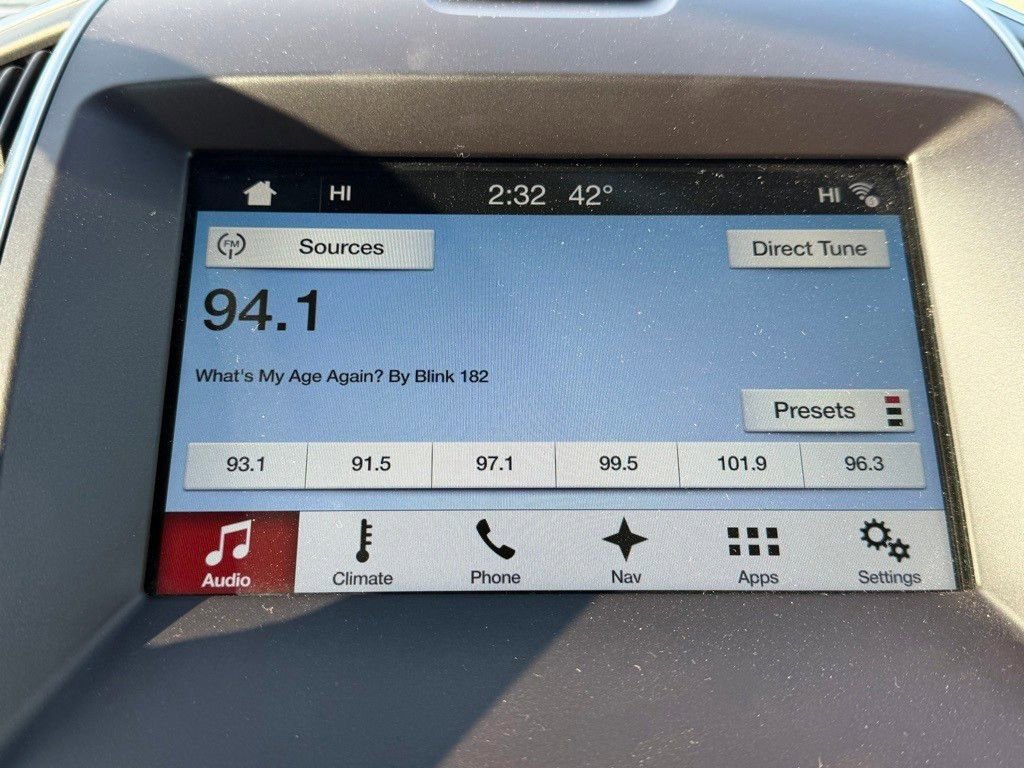 HI 2:32 42° HI
FM Sources Direct Tune
94.1
What's My Age Again? By Blink 182
Presets
93.1 91.5 97.1 99.5 101.9 96.3
Audio Climate Phone Nav Apps Settings